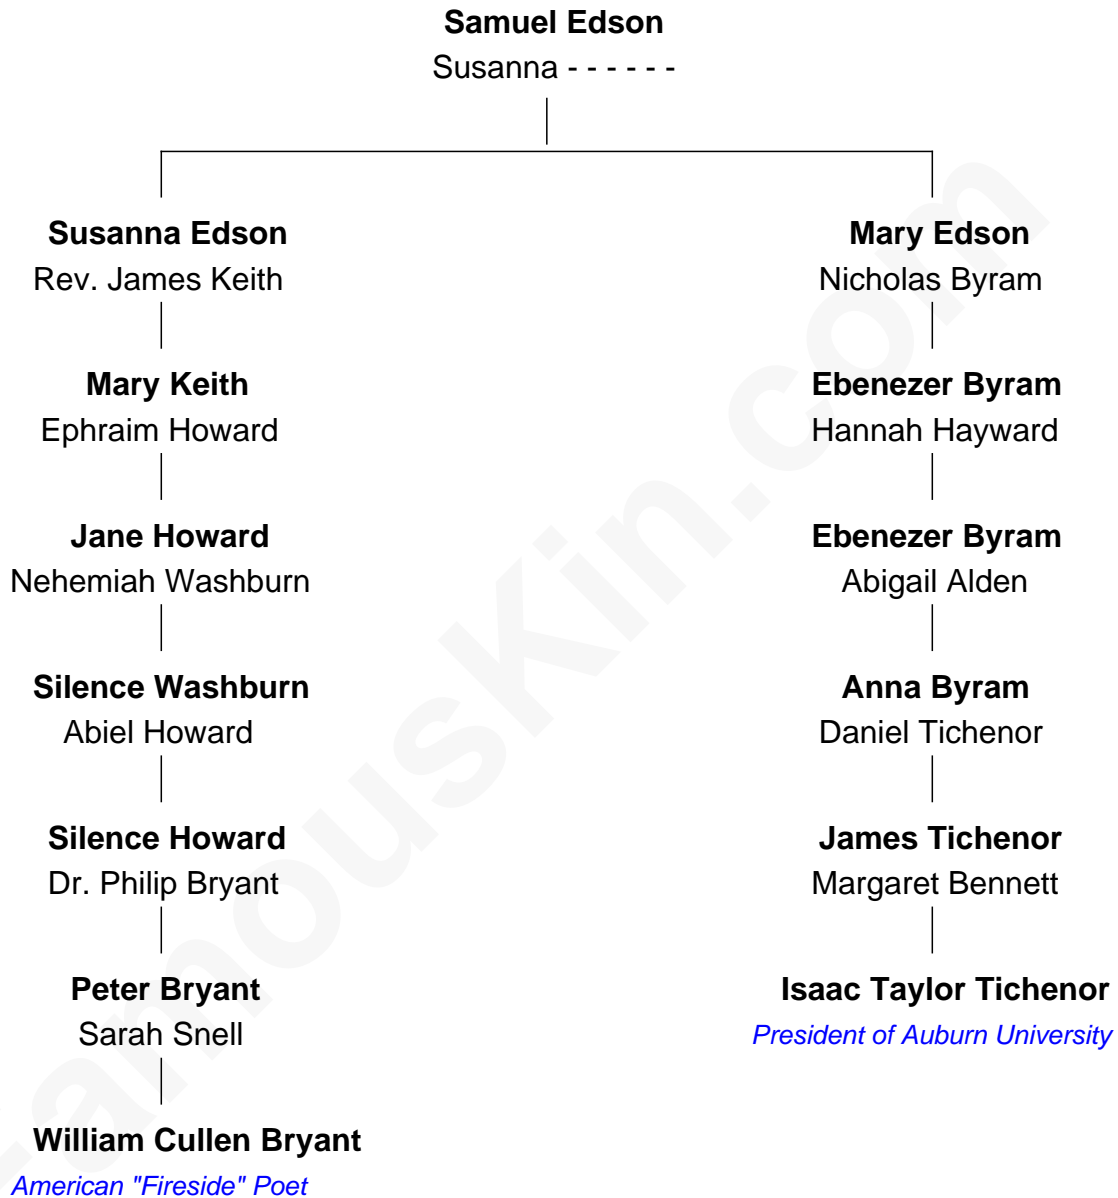 Samuel Edson
Susanna - - - - - -
Susanna Edson
Rev. James Keith
Mary Edson
Nicholas Byram
Mary Keith
Ephraim Howard
Ebenezer Byram
Hannah Hayward
Jane Howard
Nehemiah Washburn
Ebenezer Byram
Abigail Alden
Silence Washburn
Abiel Howard
Anna Byram
Daniel Tichenor
Silence Howard
Dr. Philip Bryant
James Tichenor
Margaret Bennett
Peter Bryant
Sarah Snell
Isaac Taylor Tichenor
President of Auburn University
William Cullen Bryant
American "Fireside" Poet
FamousKin.com